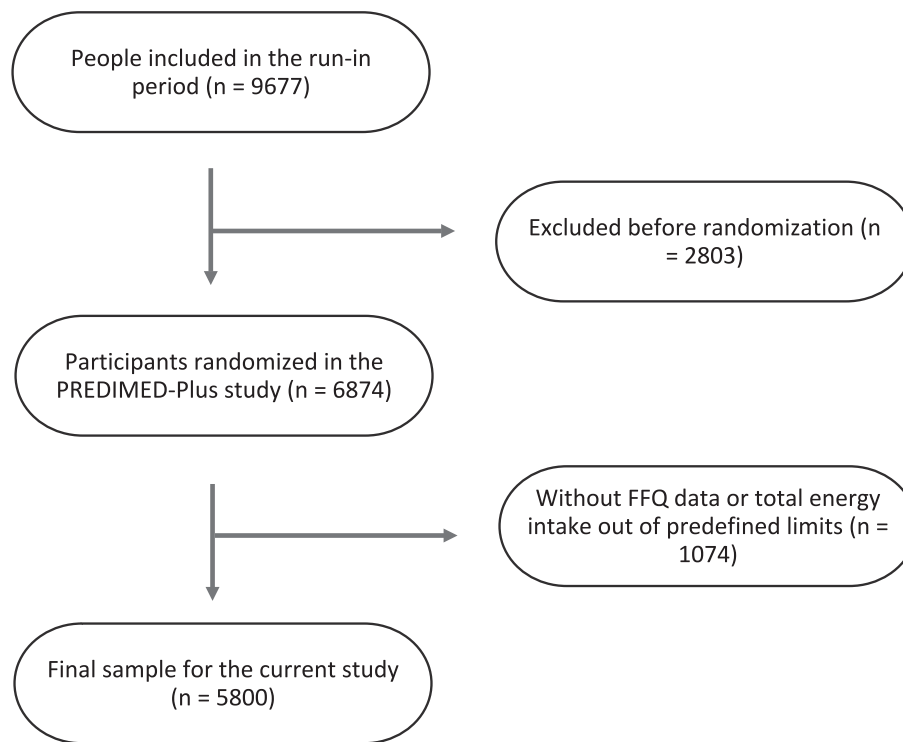 People included in the run-in
period (n = 9677)
Excluded before randomization (n
= 2803)
Participants randomized in the
PREDIMED-Plus study (n = 6874)
Without FFQ data or total energy
intake out of predefined limits (n =
1074)
Final sample for the current study
(n = 5800)